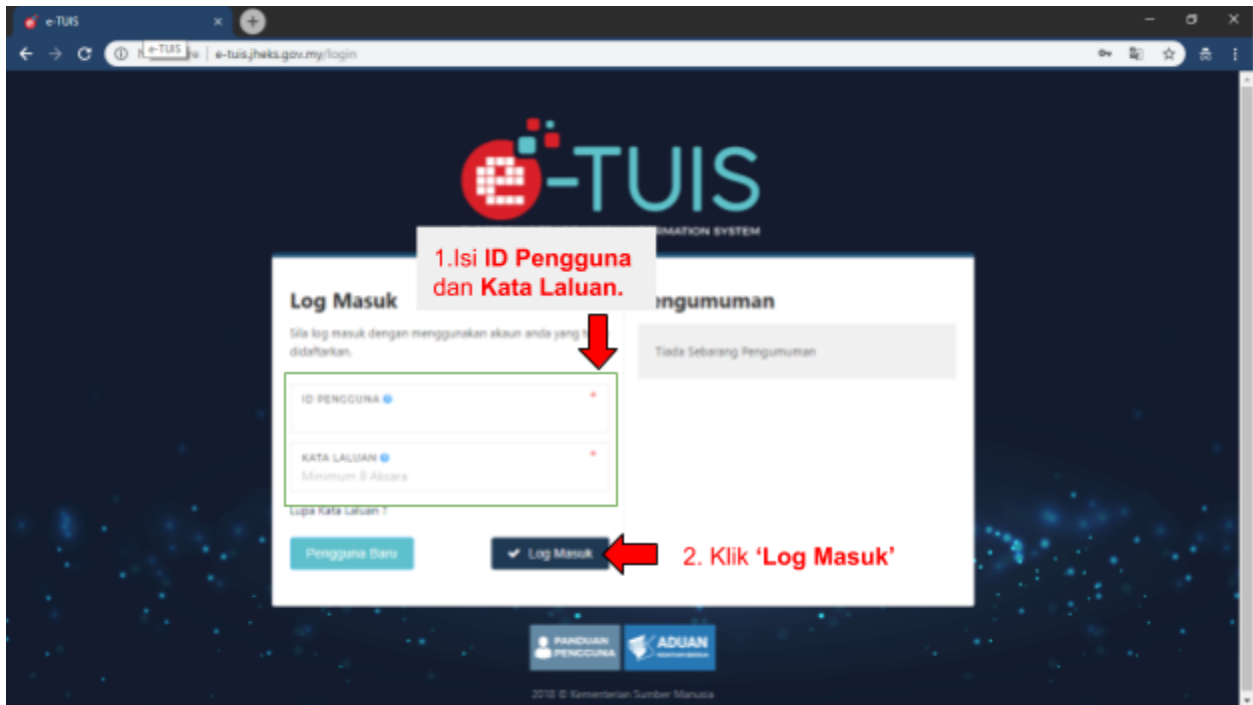 e-TUIS
e-TUIS
e-tuis.jheks.gov.my/login
e-TUIS
RMATION SYSTEM
1.Isi ID Pengguna
dan Kata Laluan.
Log Masuk
engumuman
Sila log masuk dengan menggunakan akaun anda yang
didaftarkan.
Tiada Sebarang Pengumuman
ID PENGGUNA
*
KATA LALUAN
*
Minimum 8 Aksara
Lupa Kata Laluan ?
Pengguna Baru
Log Masuk
2. Klik ‘Log Masuk’
PANDUAN
PENGGUNA
ADUAN
2018 © Kementerian Sumber Manusia